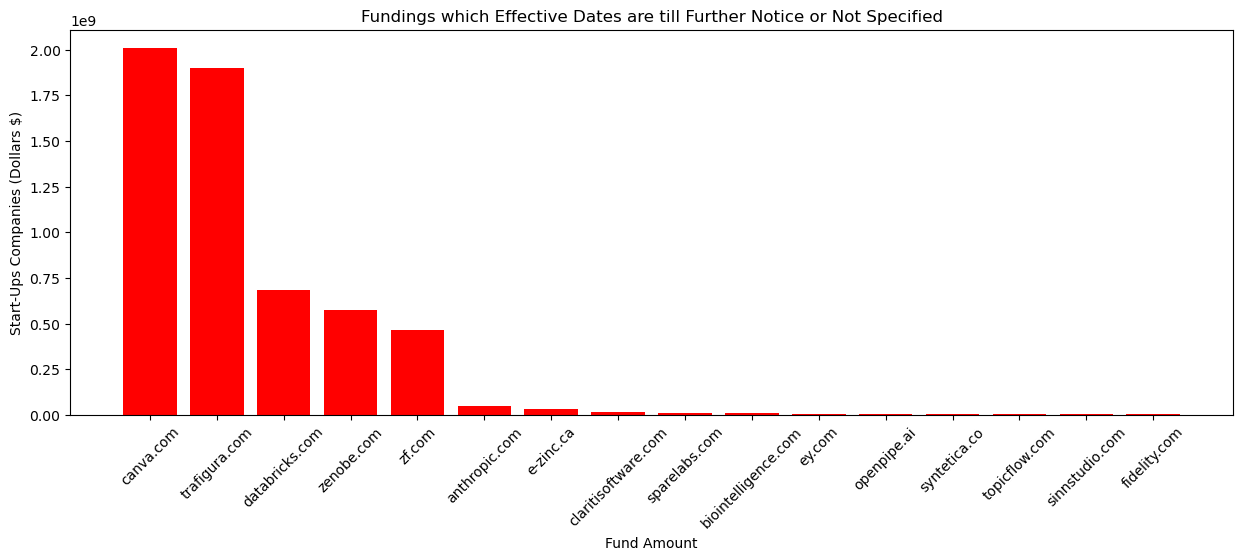 Fundings which Effective Dates are till Further Notice or Not Specified
1e9
2.00
1.75
1.50
1.25
1.00
0.75
0.50
0.25
0.00
Start-Ups Companies (Dollars $)
canva.com
trafigura.com
databricks.com
zenobe.com
zf.com
anthropic.com
e-zinc.ca
claritisoftware.com
sparelabs.com
biointelligence.com
ey.com
openpipe.ai
syntetica.co
topicflow.com
sinnstudio.com
fidelity.com
Fund Amount